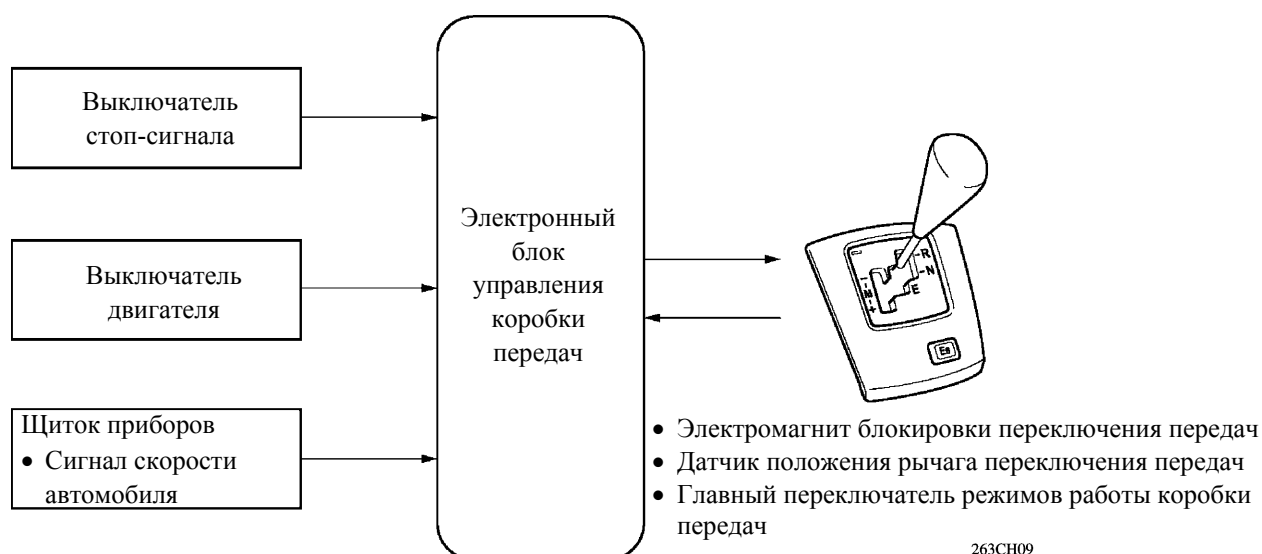 Выключатель
стоп-сигнала
Выключатель
двигателя
Щиток приборов
• Сигнал скорости
автомобиля
Электронный
блок
управления
коробки
передач
R
N
E
M
+
Es
• Электромагнит блокировки переключения передач
• Датчик положения рычага переключения передач
• Главный переключатель режимов работы коробки
передач
263CH09